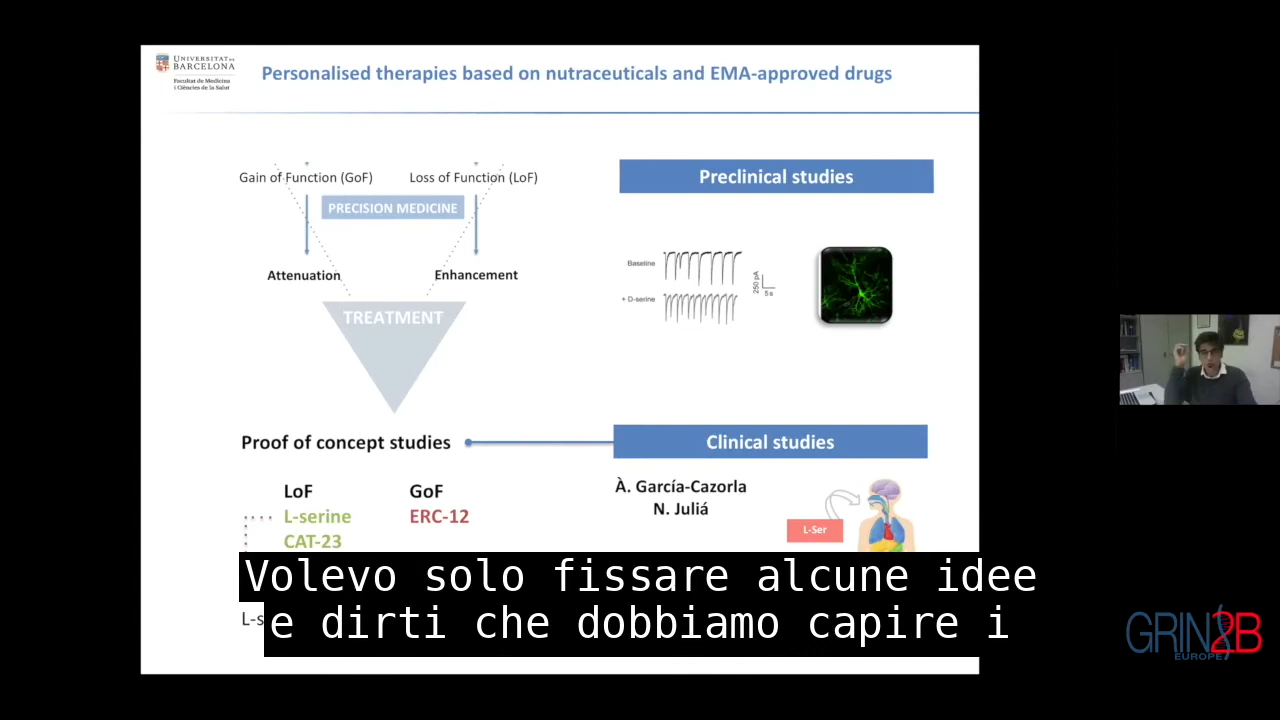 UNIVERSITAT DE
BARCELONA
Facultat de Medicina
i Ciències de la Salut
Personalised therapies based on nutraceuticals and EMA-approved drugs
Gain of Function (GoF)
Loss of Function (LoF)
PRECISION MEDICINE
Attenuation
Enhancement
TREATMENT
Preclinical studies
Baseline
+ D-serine
250 pA
5 s
Proof of concept studies
Clinical studies
LoF
GoF
L-serine
ERC-12
CAT-23
À. García-Cazorla
N. Juliá
L-Ser
L-s
Volevo solo fissare alcune idee
e dirti che dobbiamo capire i
GRIN2B
EUROPE